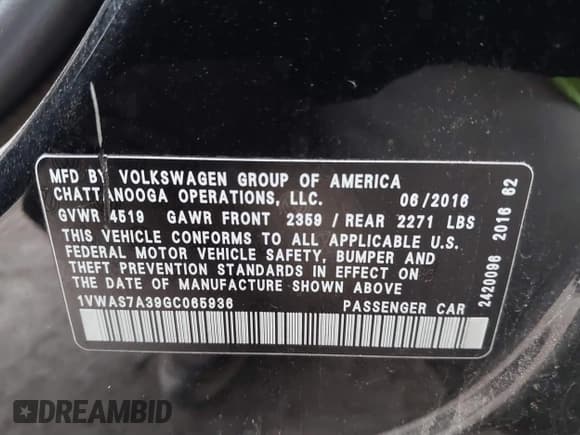 MFD BY VOLKSWAGEN GROUP OF AMERICA
CHATTANOOGA OPERATIONS, LLC. 06/2016
GVWR 4519 GAWR FRONT 2359 / REAR 2271 LBS
THIS VEHICLE CONFORMS TO ALL APPLICABLE U.S.
FEDERAL MOTOR VEHICLE SAFETY, BUMPER AND
THEFT PREVENTION STANDARDS IN EFFECT ON
THE DATE OF MANUFACTURE SHOWN ABOVE
1VWAS7A39GC065936 PASSENGER CAR
2420096 2016 62
DREAMBID